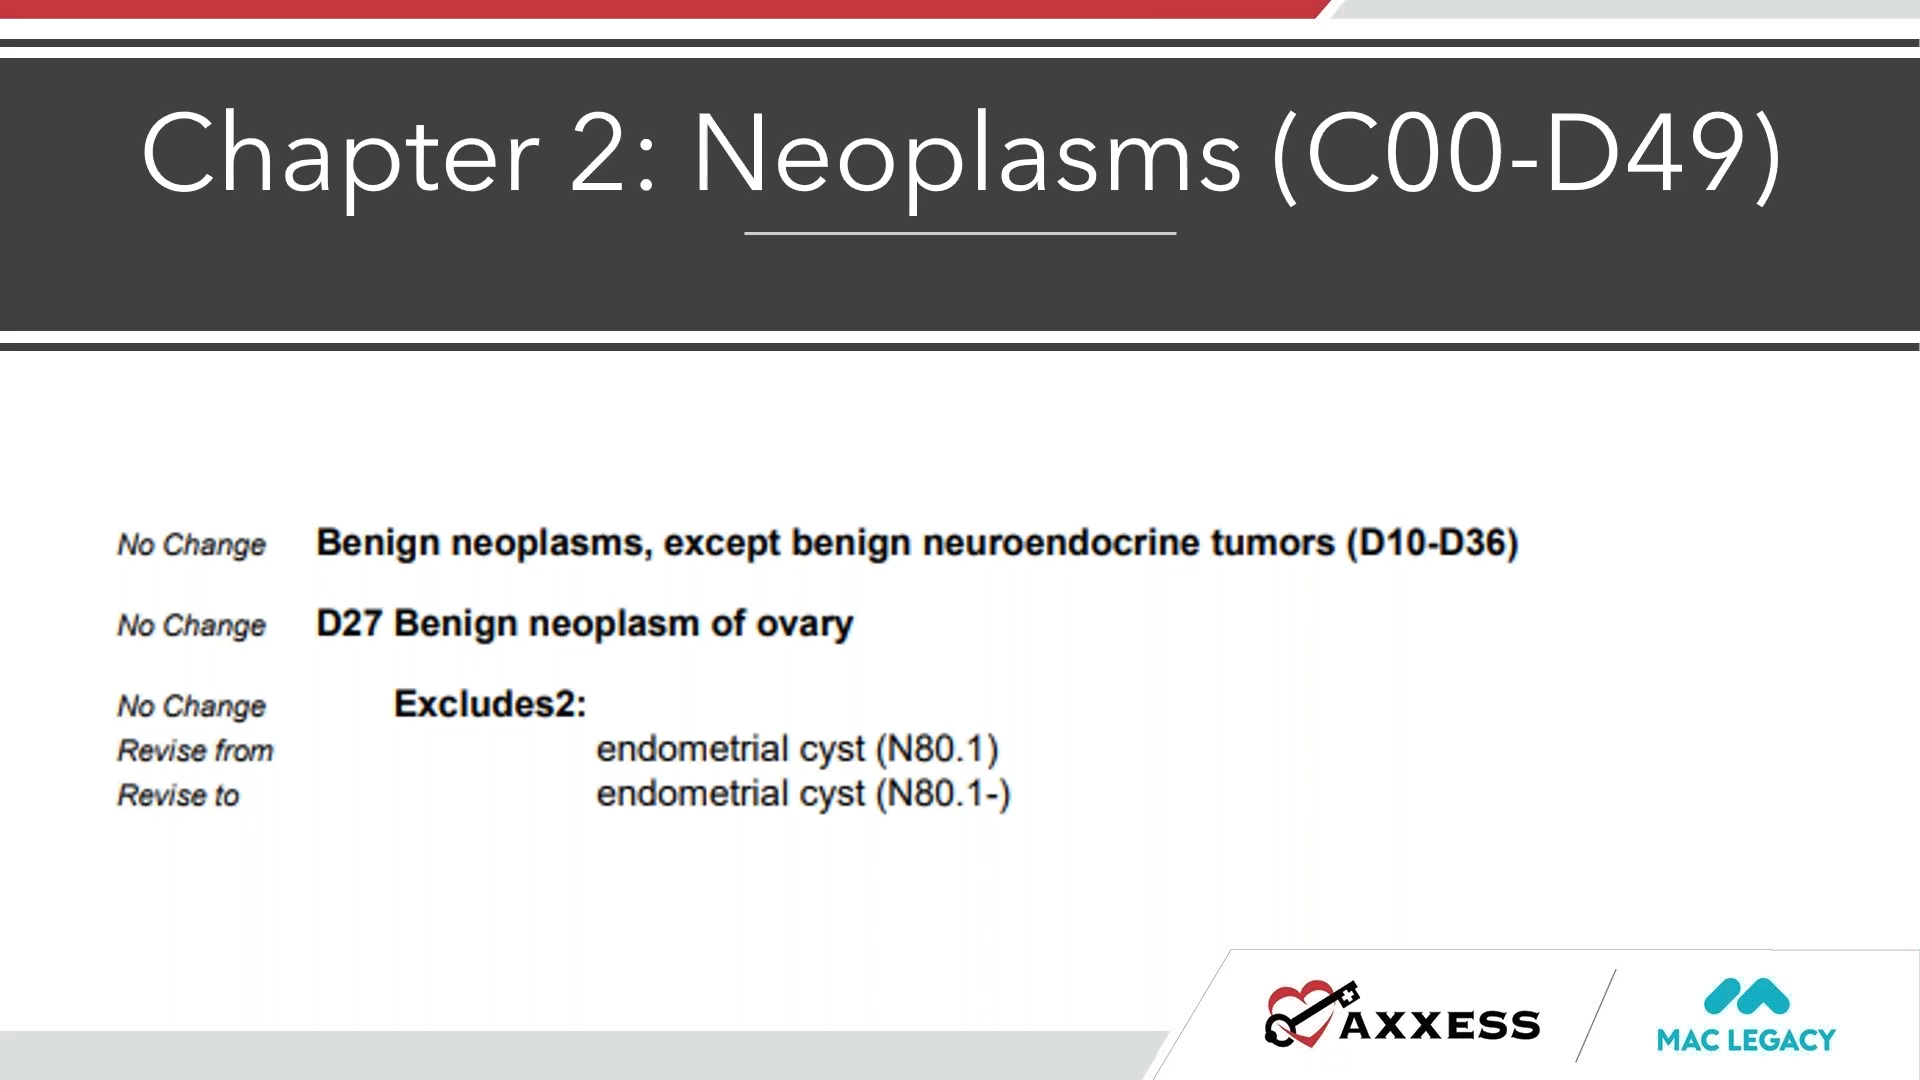 Chapter 2: Neoplasms (C00-D49)
No Change Benign neoplasms, except benign neuroendocrine tumors (D10-D36)
No Change D27 Benign neoplasm of ovary
No Change Excludes2:
Revise from endometrial cyst (N80.1)
Revise to endometrial cyst (N80.1-)
AXXESS
MAC LEGACY